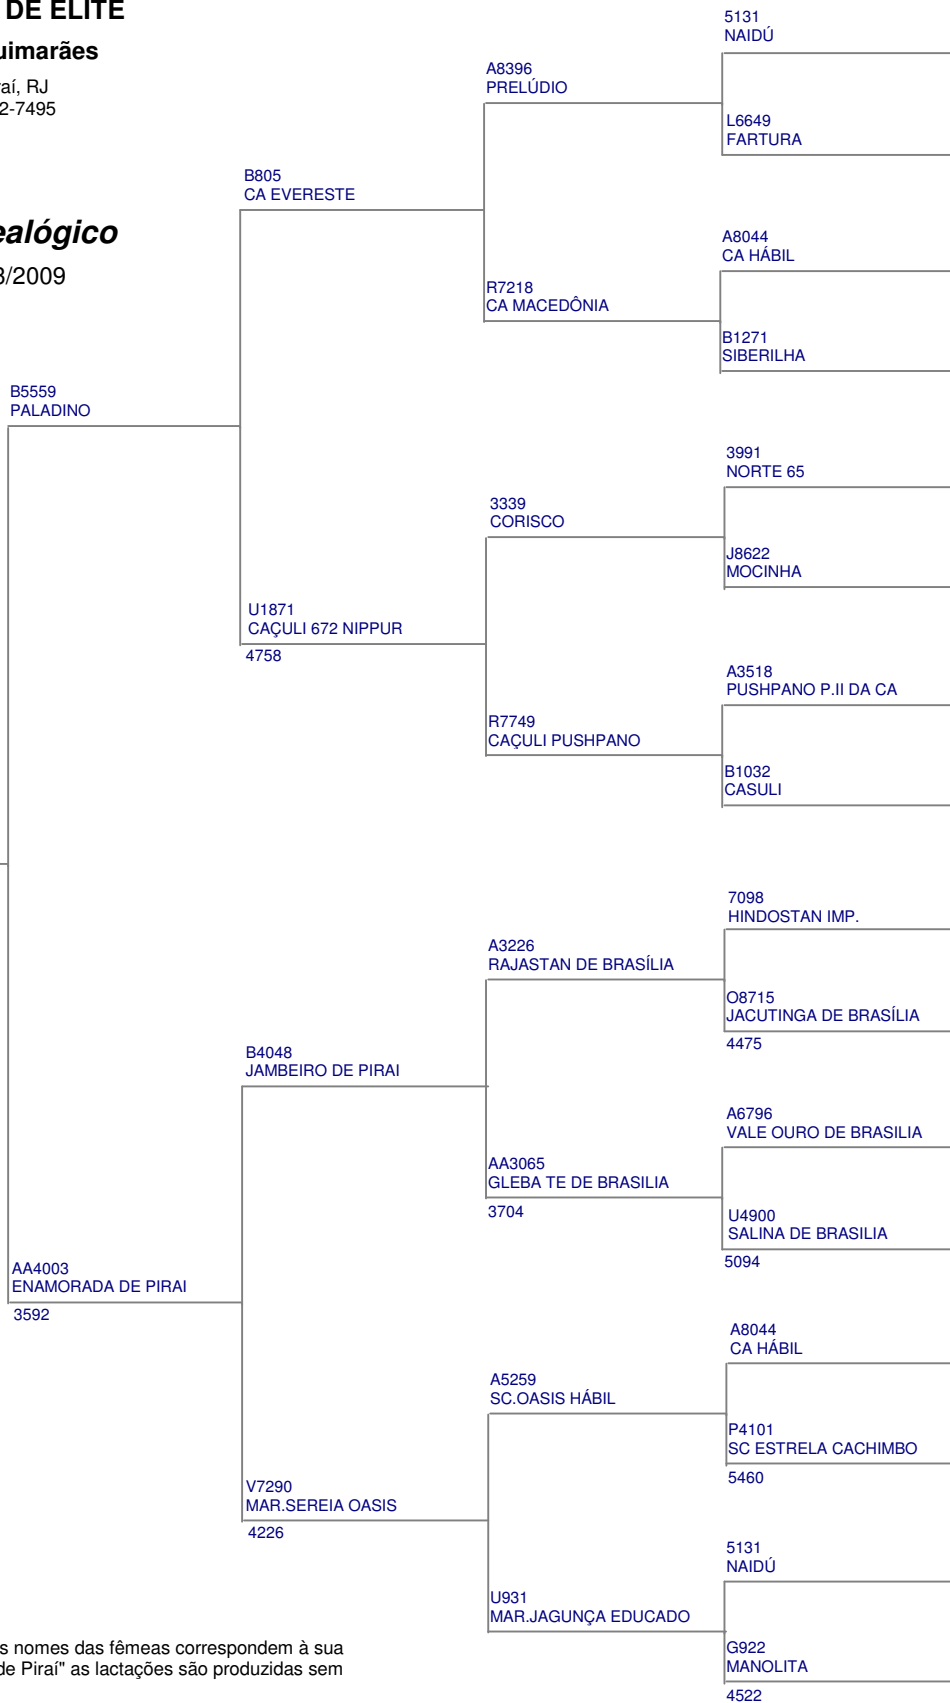 DE ELITE
uimarães
raí, RJ
2-7495
ealógico
3/2009
5131
NAIDÚ
A8396
PRELÚDIO
L6649
FARTURA
B805
CA EVERESTE
A8044
CA HÁBIL
R7218
CA MACEDÔNIA
B1271
SIBERILHA
B5559
PALADINO
3991
NORTE 65
3339
CORISCO
J8622
MOCINHA
U1871
CAÇULI 672 NIPPUR
4758
A3518
PUSHPANO P.II DA CA
R7749
CAÇULI PUSHPANO
B1032
CASULI
7098
HINDOSTAN IMP.
A3226
RAJASTAN DE BRASÍLIA
O8715
JACUTINGA DE BRASÍLIA
4475
B4048
JAMBEIRO DE PIRAI
A6796
VALE OURO DE BRASILIA
AA3065
GLEBA TE DE BRASILIA
3704
U4900
SALINA DE BRASILIA
5094
AA4003
ENAMORADA DE PIRAI
3592
A8044
CA HÁBIL
A5259
SC.OASIS HÁBIL
P4101
SC ESTRELA CACHIMBO
5460
V7290
MAR.SEREIA OASIS
4226
5131
NAIDÚ
U931
MAR.JAGUNÇA EDUCADO
G922
MANOLITA
4522
s nomes das fêmeas correspondem à sua
de Piraí" as lactações são produzidas sem